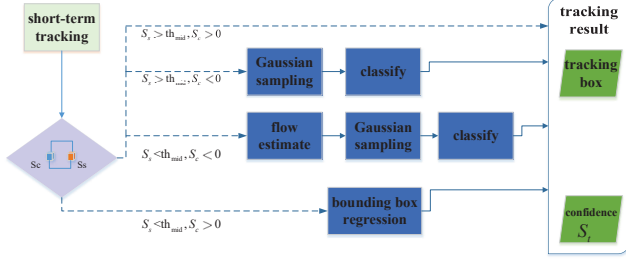 short-term
tracking
Sc
Ss
S_s > th_mid, S_c > 0
S_s > th_mid, S_c < 0
Gaussian
sampling
classify
S_s < th_mid, S_c < 0
flow
estimate
Gaussian
sampling
classify
S_s < th_mid, S_c > 0
bounding box
regression
tracking
result
tracking
box
confidence
S_t